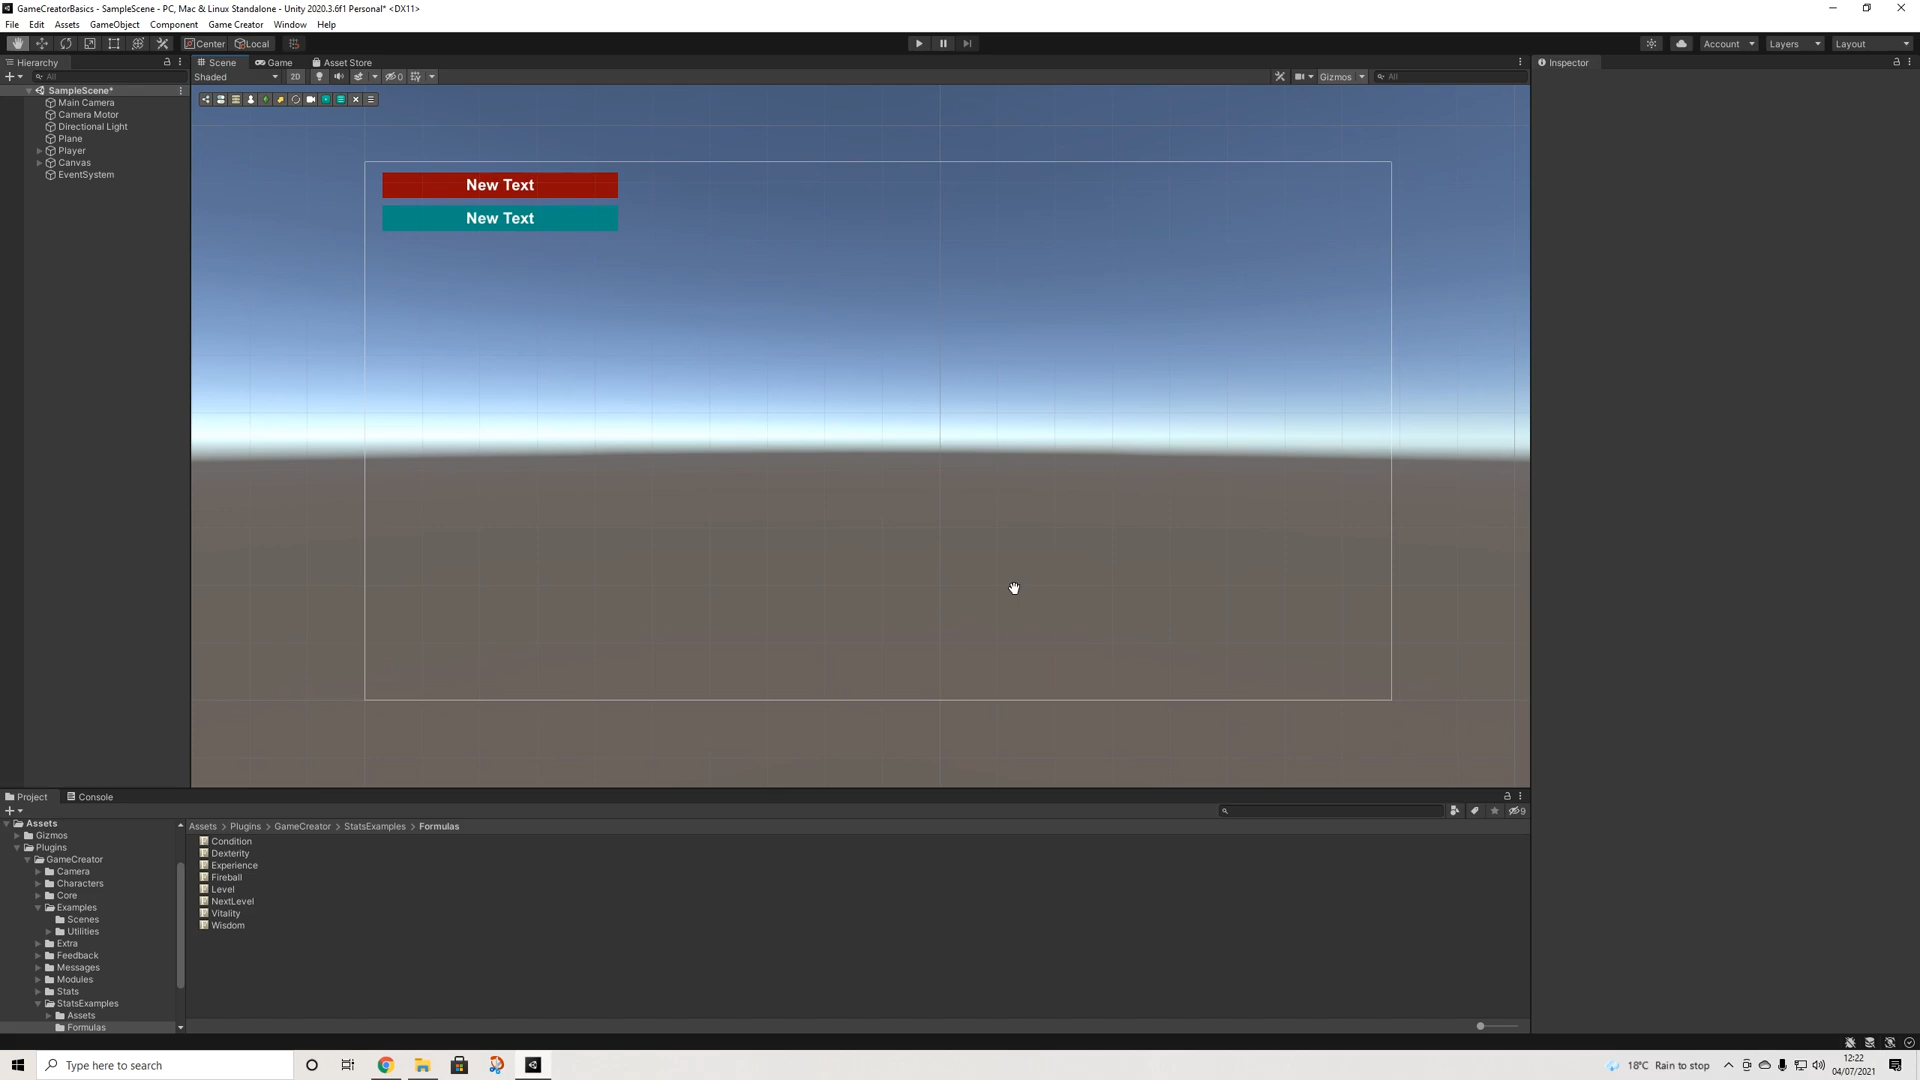 GameCreatorBasics - SampleScene - PC, Mac & Linux Standalone - Unity 2020.3.6f1 Personal* <DX11>
File Edit Assets GameObject Component Game Creator Window Help
Center Local Account Layers Layout
Hierarchy Scene Game Asset Store Inspector
All Shaded 2D 0 Gizmos All
SampleScene*
Main Camera
Camera Motor
Directional Light
Plane
Player
Canvas
EventSystem
New Text
New Text
Project Console
9
Assets
Gizmos
Plugins
GameCreator
Camera
Characters
Core
Examples
Scenes
Utilities
Extra
Feedback
Messages
Modules
Stats
StatsExamples
Assets
Formulas
Assets > Plugins > GameCreator > StatsExamples > Formulas
Condition
Dexterity
Experience
Fireball
Level
NextLevel
Vitality
Wisdom
Type here to search
18°C Rain to stop
12:22
04/07/2021